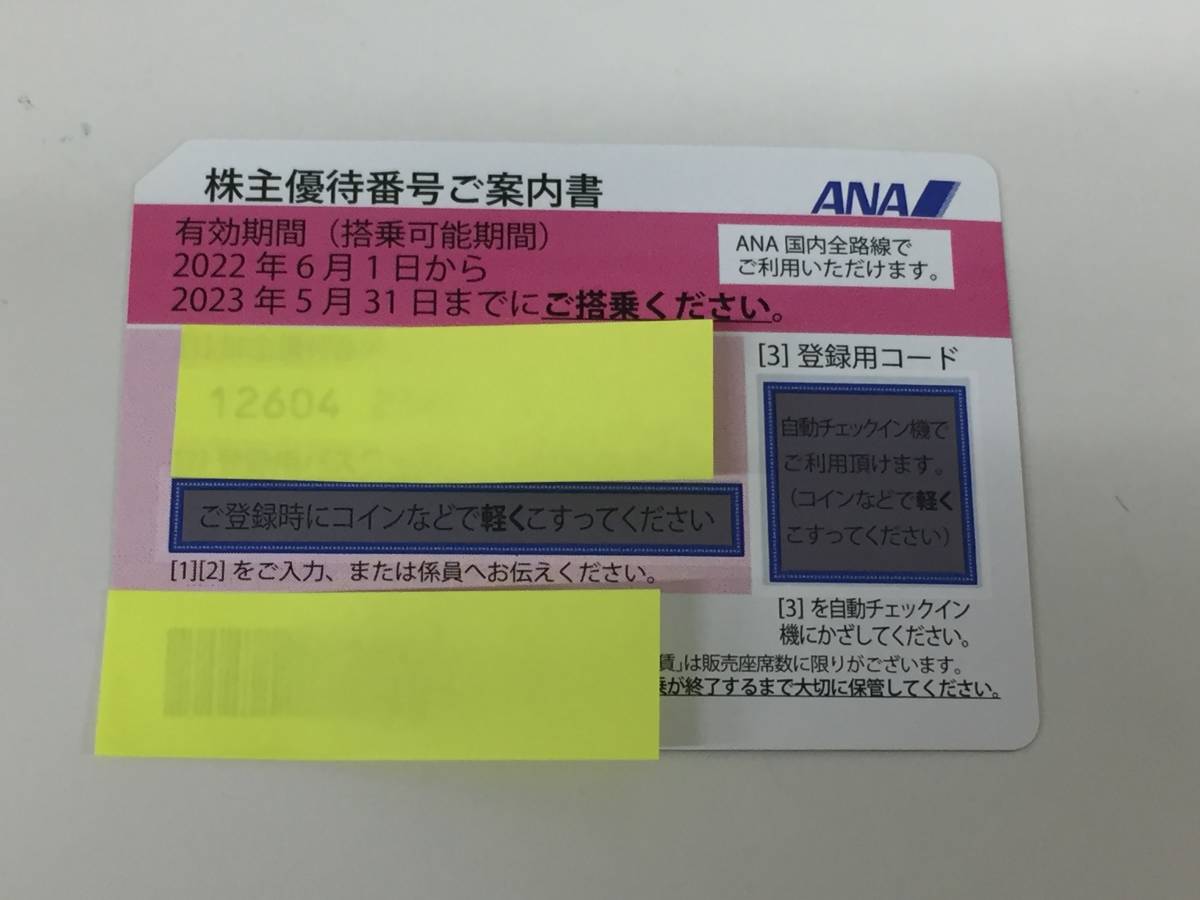 株主優待番号ご案内書
ANA
有効期間（搭乗可能期間）
2022年6月1日から
2023年5月31日までにご搭乗ください。
ANA国内全路線で
ご利用いただけます。
12604
ご登録時にコインなどで軽くこすってください
[1][2]をご入力、または係員へお伝えください。
[3]登録用コード
自動チェックイン機で
ご利用頂けます。
（コインなどで軽く
こすってください）
[3]を自動チェックイン
機にかざしてください。
賃」は販売座席数に限りがございます。
乗が終了するまで大切に保管してください。